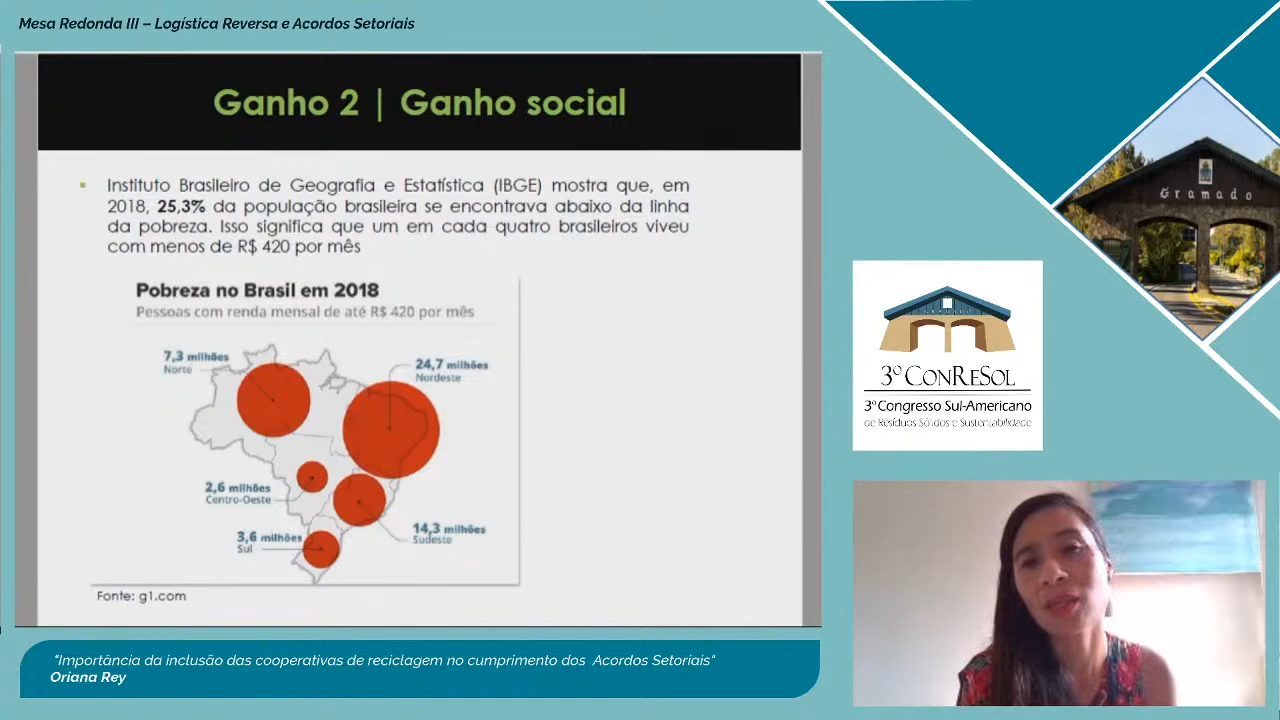 Mesa Redonda III – Logística Reversa e Acordos Setoriais
Ganho 2 | Ganho social
Instituto Brasileiro de Geografia e Estatística (IBGE) mostra que, em
2018, 25,3% da população brasileira se encontrava abaixo da linha
da pobreza. Isso significa que um em cada quatro brasileiros viveu
com menos de R$ 420 por mês
Pobreza no Brasil em 2018
Pessoas com renda mensal de até R$ 420 por mês
7,3 milhões
Norte
24,7 milhões
Nordeste
2,6 milhões
Centro-Oeste
14,3 milhões
Sudeste
3,6 milhões
Sul
Fonte: g1.com
Gramado
3º CONRESOL
3º Congresso Sul-Americano
de Resíduos Sólidos e Sustentabilidade
"Importância da inclusão das cooperativas de reciclagem no cumprimento dos Acordos Setoriais"
Oriana Rey